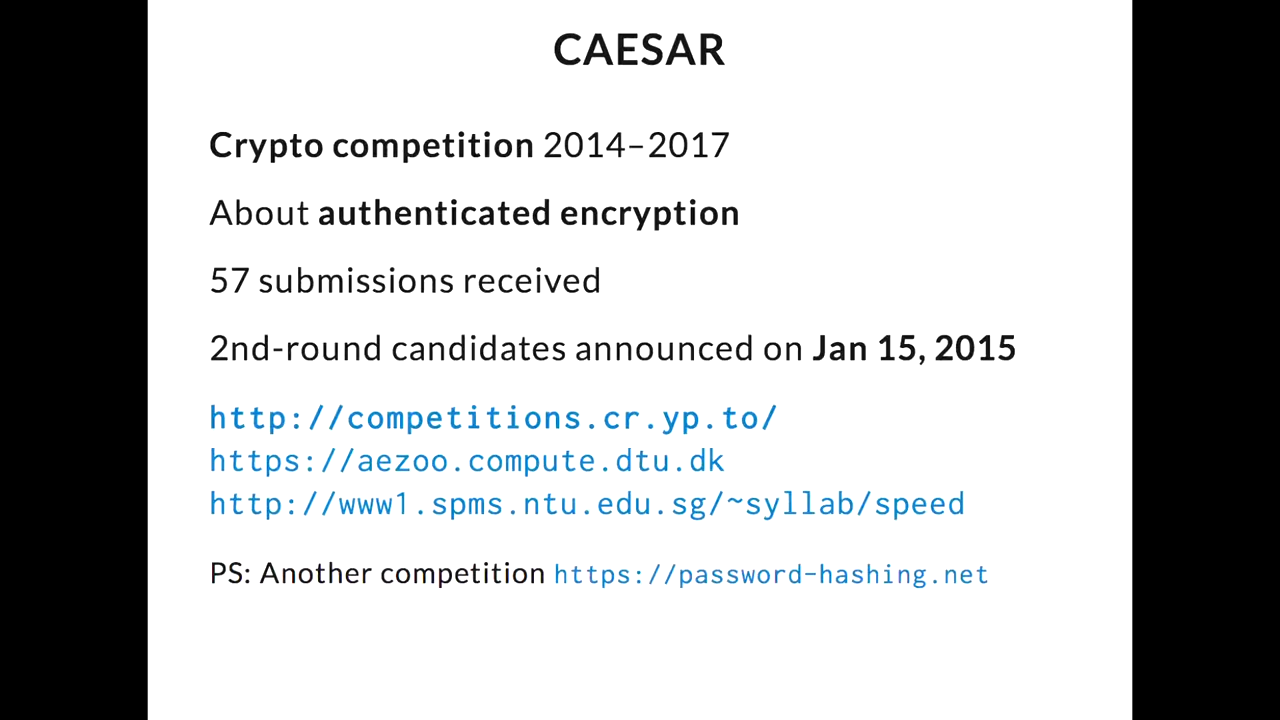 CAESAR
Crypto competition 2014–2017
About authenticated encryption
57 submissions received
2nd-round candidates announced on Jan 15, 2015
http://competitions.cr.yp.to/
https://aezoo.compute.dtu.dk
http://www1.spms.ntu.edu.sg/~syllab/speed
PS: Another competition https://password-hashing.net